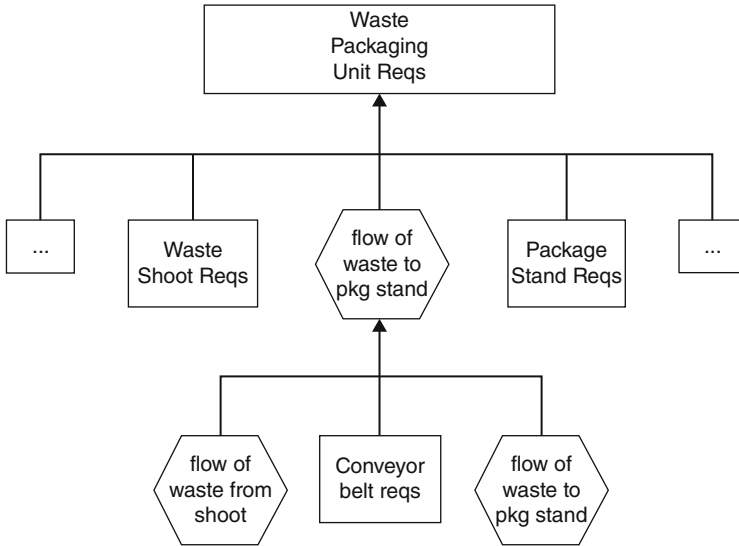 Waste
Packaging
Unit Reqs
...
Waste
Shoot Reqs
flow of
waste to
pkg stand
Package
Stand Reqs
...
flow of
waste from
shoot
Conveyor
belt reqs
flow of
waste to
pkg stand